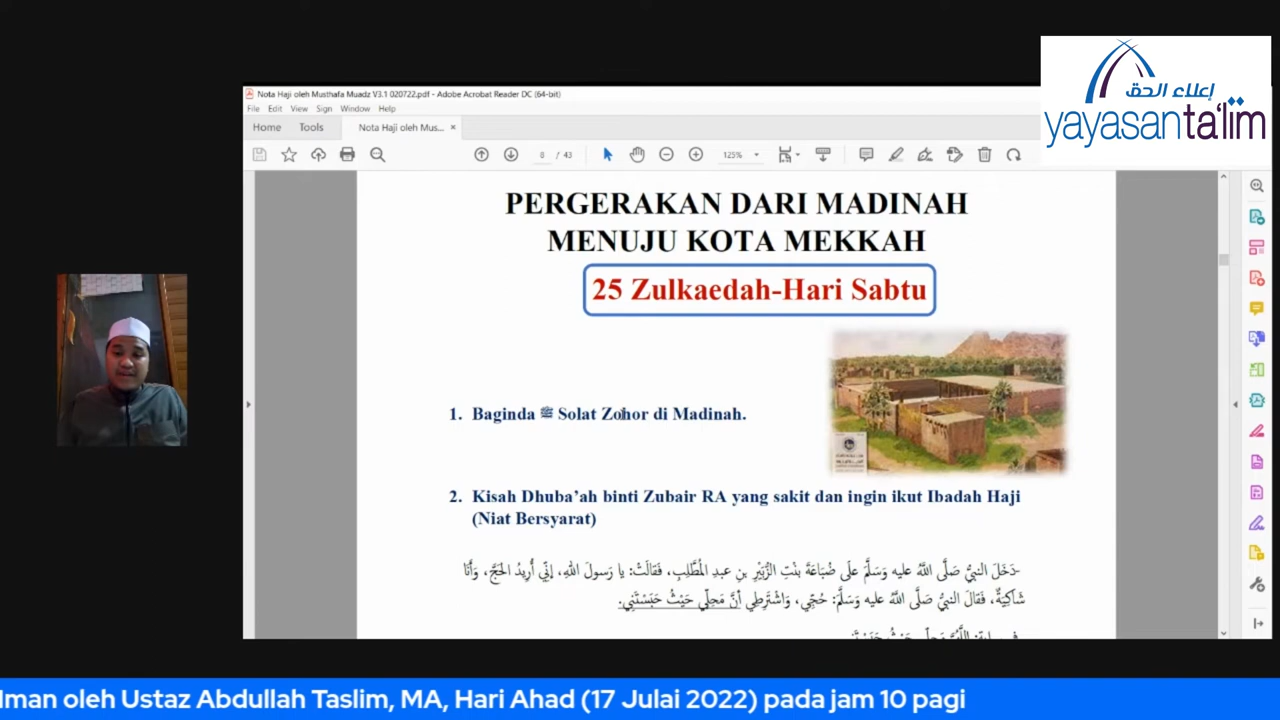 إعلاء الحق
yayasanta'lim
Nota Haji oleh Musthafa Muadz V3.1 020722.pdf - Adobe Acrobat Reader DC (64-bit)
File Edit View Sign Window Help
Home Tools Nota Haji oleh Mus... ×
8 / 43 125%
PERGERAKAN DARI MADINAH
MENUJU KOTA MEKKAH
25 Zulkaedah-Hari Sabtu
1. Baginda ﷺ Solat Zohor di Madinah.
2. Kisah Dhuba'ah binti Zubair RA yang sakit dan ingin ikut Ibadah Haji
(Niat Bersyarat)
-دَخَلَ النبيُّ صَلَّى اللَّهُ عليه وَسَلَّمَ علَى ضُبَاعَةَ بنْتِ الزُّبَيْرِ بنِ عبدِ المُطَّلِبِ، فَقالَتْ: يا رَسولَ اللهِ، إنِّي أُرِيدُ الحَجَّ، وَأَنَا
شَاكِيَةٌ، فَقالَ النبيُّ صَلَّى اللَّهُ عليه وَسَلَّمَ: حُجِّي، وَاشْتَرِطِي أنَّ مَحِلِّي حَيْثُ حَبَسْتَنِي.
Iman oleh Ustaz Abdullah Taslim, MA, Hari Ahad (17 Julai 2022) pada jam 10 pagi